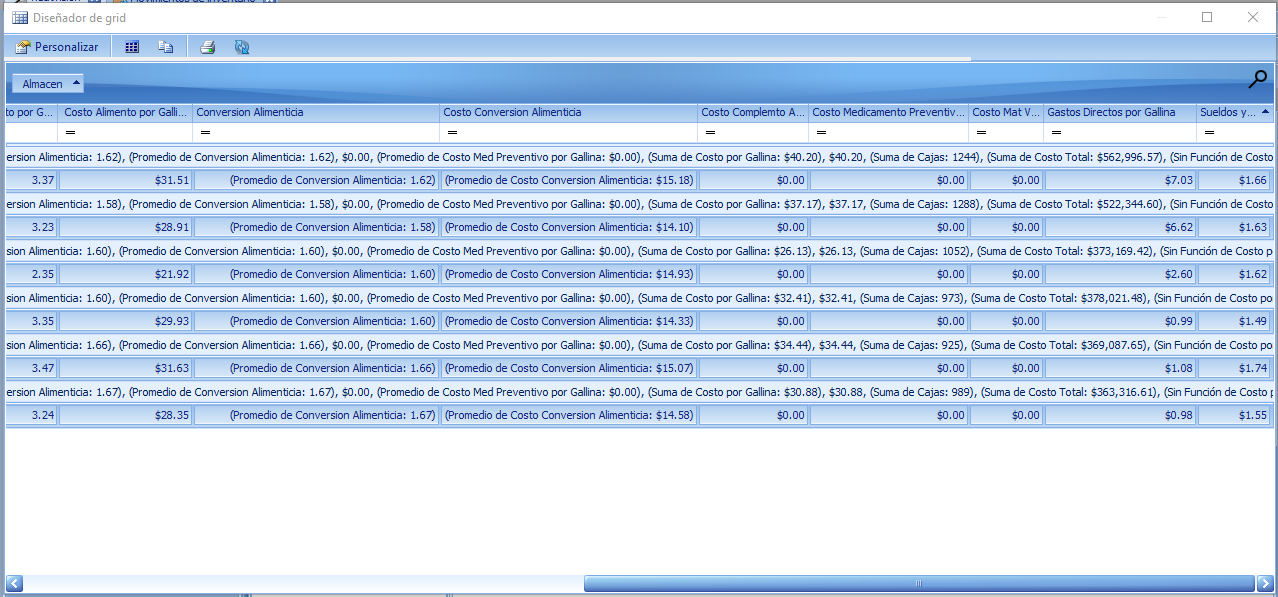 Movimientos de Inventario
Diseñador de grid
Personalizar
Almacen
to por G... Costo Alimento por Galli... Conversion Alimenticia Costo Conversion Alimenticia Costo Complemto A... Costo Medicamento Preventiv... Costo Mat V... Gastos Directos por Gallina Sueldos y...
= = = = = = = =
ersion Alimenticia: 1.62), (Promedio de Conversion Alimenticia: 1.62), $0.00, (Promedio de Costo Med Preventivo por Gallina: $0.00), (Suma de Costo por Gallina: $40.20), $40.20, (Suma de Cajas: 1244), (Suma de Costo Total: $562,996.57), (Sin Función de Costo
3.37 $31.51 (Promedio de Conversion Alimenticia: 1.62) (Promedio de Costo Conversion Alimenticia: $15.18) $0.00 $0.00 $0.00 $7.03 $1.66
ersion Alimenticia: 1.58), (Promedio de Conversion Alimenticia: 1.58), $0.00, (Promedio de Costo Med Preventivo por Gallina: $0.00), (Suma de Costo por Gallina: $37.17), $37.17, (Suma de Cajas: 1288), (Suma de Costo Total: $522,344.60), (Sin Función de Costo
3.23 $28.91 (Promedio de Conversion Alimenticia: 1.58) (Promedio de Costo Conversion Alimenticia: $14.10) $0.00 $0.00 $0.00 $6.62 $1.63
sion Alimenticia: 1.60), (Promedio de Conversion Alimenticia: 1.60), $0.00, (Promedio de Costo Med Preventivo por Gallina: $0.00), (Suma de Costo por Gallina: $26.13), $26.13, (Suma de Cajas: 1052), (Suma de Costo Total: $373,169.42), (Sin Función de Costo p
2.35 $21.92 (Promedio de Conversion Alimenticia: 1.60) (Promedio de Costo Conversion Alimenticia: $14.93) $0.00 $0.00 $0.00 $2.60 $1.62
sion Alimenticia: 1.60), (Promedio de Conversion Alimenticia: 1.60), $0.00, (Promedio de Costo Med Preventivo por Gallina: $0.00), (Suma de Costo por Gallina: $32.41), $32.41, (Suma de Cajas: 973), (Suma de Costo Total: $378,021.48), (Sin Función de Costo po
3.35 $29.93 (Promedio de Conversion Alimenticia: 1.60) (Promedio de Costo Conversion Alimenticia: $14.33) $0.00 $0.00 $0.00 $0.99 $1.49
sion Alimenticia: 1.66), (Promedio de Conversion Alimenticia: 1.66), $0.00, (Promedio de Costo Med Preventivo por Gallina: $0.00), (Suma de Costo por Gallina: $34.44), $34.44, (Suma de Cajas: 925), (Suma de Costo Total: $369,087.65), (Sin Función de Costo po
3.47 $31.63 (Promedio de Conversion Alimenticia: 1.66) (Promedio de Costo Conversion Alimenticia: $15.07) $0.00 $0.00 $0.00 $1.08 $1.74
ersion Alimenticia: 1.67), (Promedio de Conversion Alimenticia: 1.67), $0.00, (Promedio de Costo Med Preventivo por Gallina: $0.00), (Suma de Costo por Gallina: $30.88), $30.88, (Suma de Cajas: 989), (Suma de Costo Total: $363,316.61), (Sin Función de Costo p
3.24 $28.35 (Promedio de Conversion Alimenticia: 1.67) (Promedio de Costo Conversion Alimenticia: $14.58) $0.00 $0.00 $0.00 $0.98 $1.55